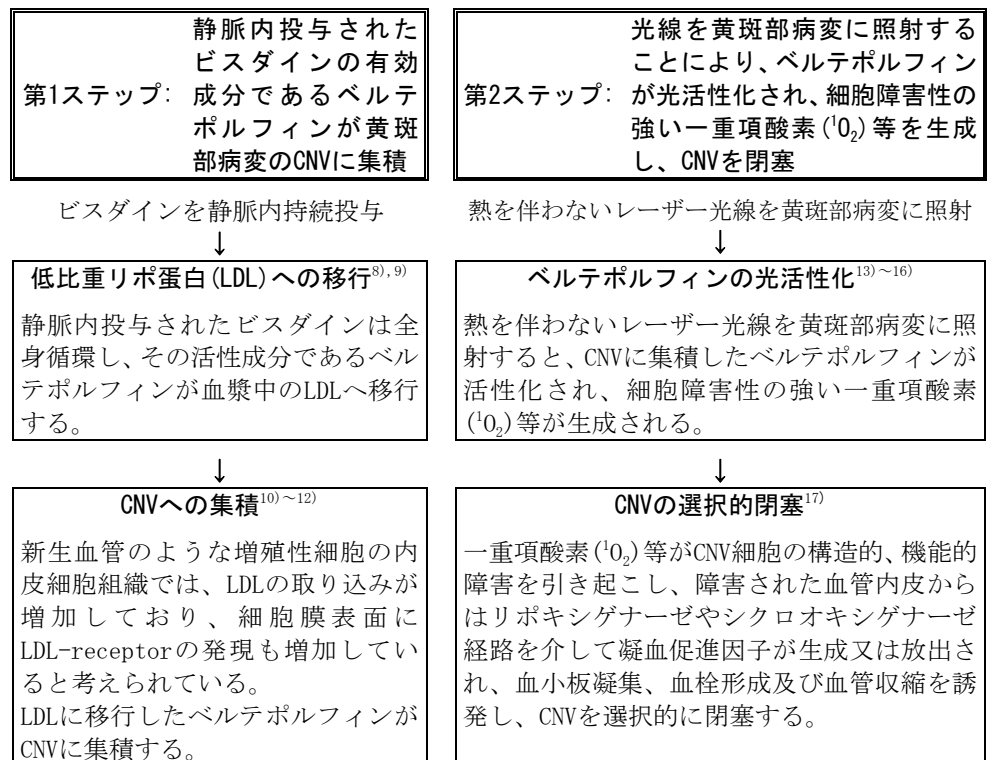 第1ステップ:
静脈内投与された
ビスダインの有効
成分であるベルテ
ポルフィンが黄斑
部病変のCNVに集積
ビスダインを静脈内持続投与
↓
低比重リポ蛋白(LDL)への移行8),9)
静脈内投与されたビスダインは全
身循環し、その活性成分であるベル
テポルフィンが血漿中のLDLへ移行
する。
↓
CNVへの集積10)~12)
新生血管のような増殖性細胞の内
皮細胞組織では、LDLの取り込みが
増加しており、細胞膜表面に
LDL-receptorの発現も増加してい
ると考えられている。
LDLに移行したベルテポルフィンが
CNVに集積する。
第2ステップ:
光線を黄斑部病変に照射する
ことにより、ベルテポルフィン
が光活性化され、細胞障害性の
強い一重項酸素(¹O₂)等を生成
し、CNVを閉塞
熱を伴わないレーザー光線を黄斑部病変に照射
↓
ベルテポルフィンの光活性化13)~16)
熱を伴わないレーザー光線を黄斑部病変に照
射すると、CNVに集積したベルテポルフィンが
活性化され、細胞障害性の強い一重項酸素
(¹O₂)等が生成される。
↓
CNVの選択的閉塞17)
一重項酸素(¹O₂)等がCNV細胞の構造的、機能的
障害を引き起こし、障害された血管内皮から
はリポキシゲナーゼやシクロオキシゲナーゼ
経路を介して凝血促進因子が生成又は放出さ
れ、血小板凝集、血栓形成及び血管収縮を誘
発し、CNVを選択的に閉塞する。